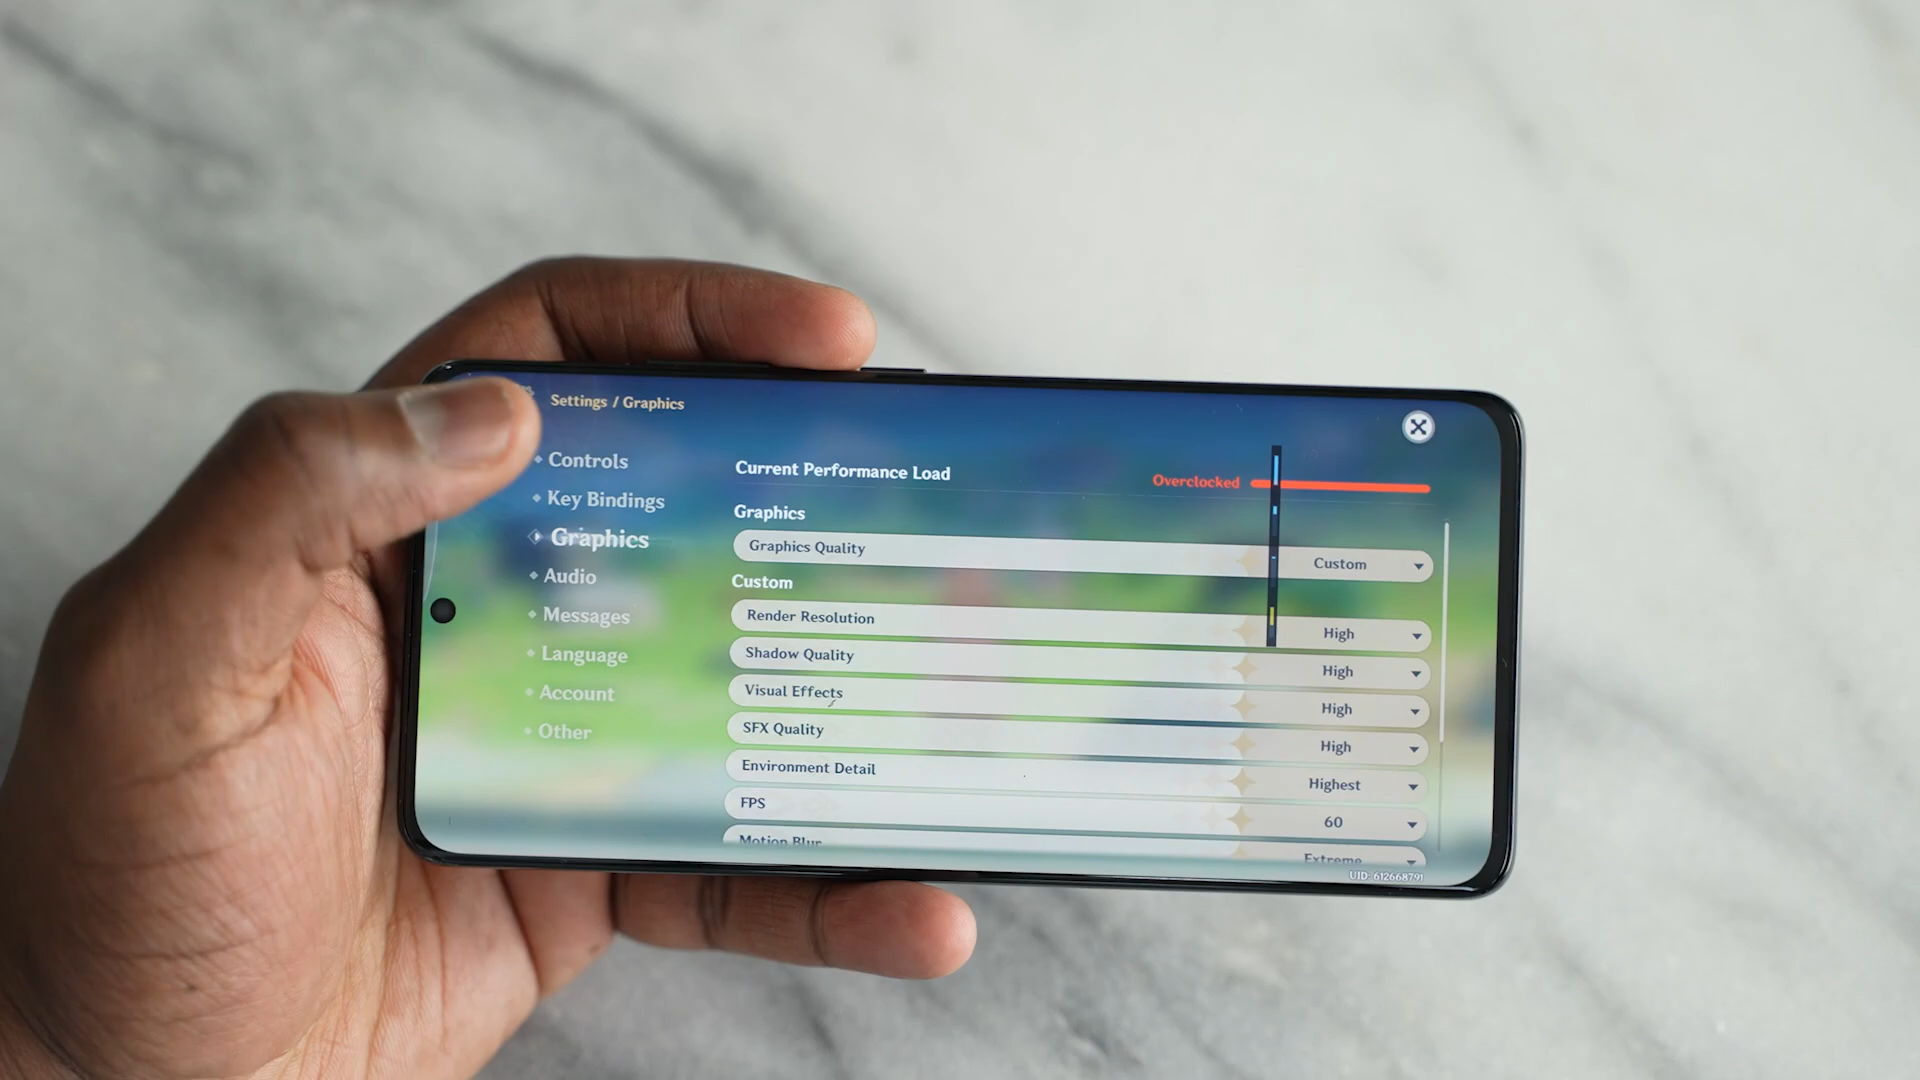 Settings / Graphics
Controls
Key Bindings
Graphics
Audio
Messages
Language
Account
Other
Current Performance Load
Overclocked
Graphics
Graphics Quality
Custom
Custom
Render Resolution
High
Shadow Quality
High
Visual Effects
High
SFX Quality
High
Environment Detail
Highest
FPS
60
Motion Blur
Extreme
UID: 612668791